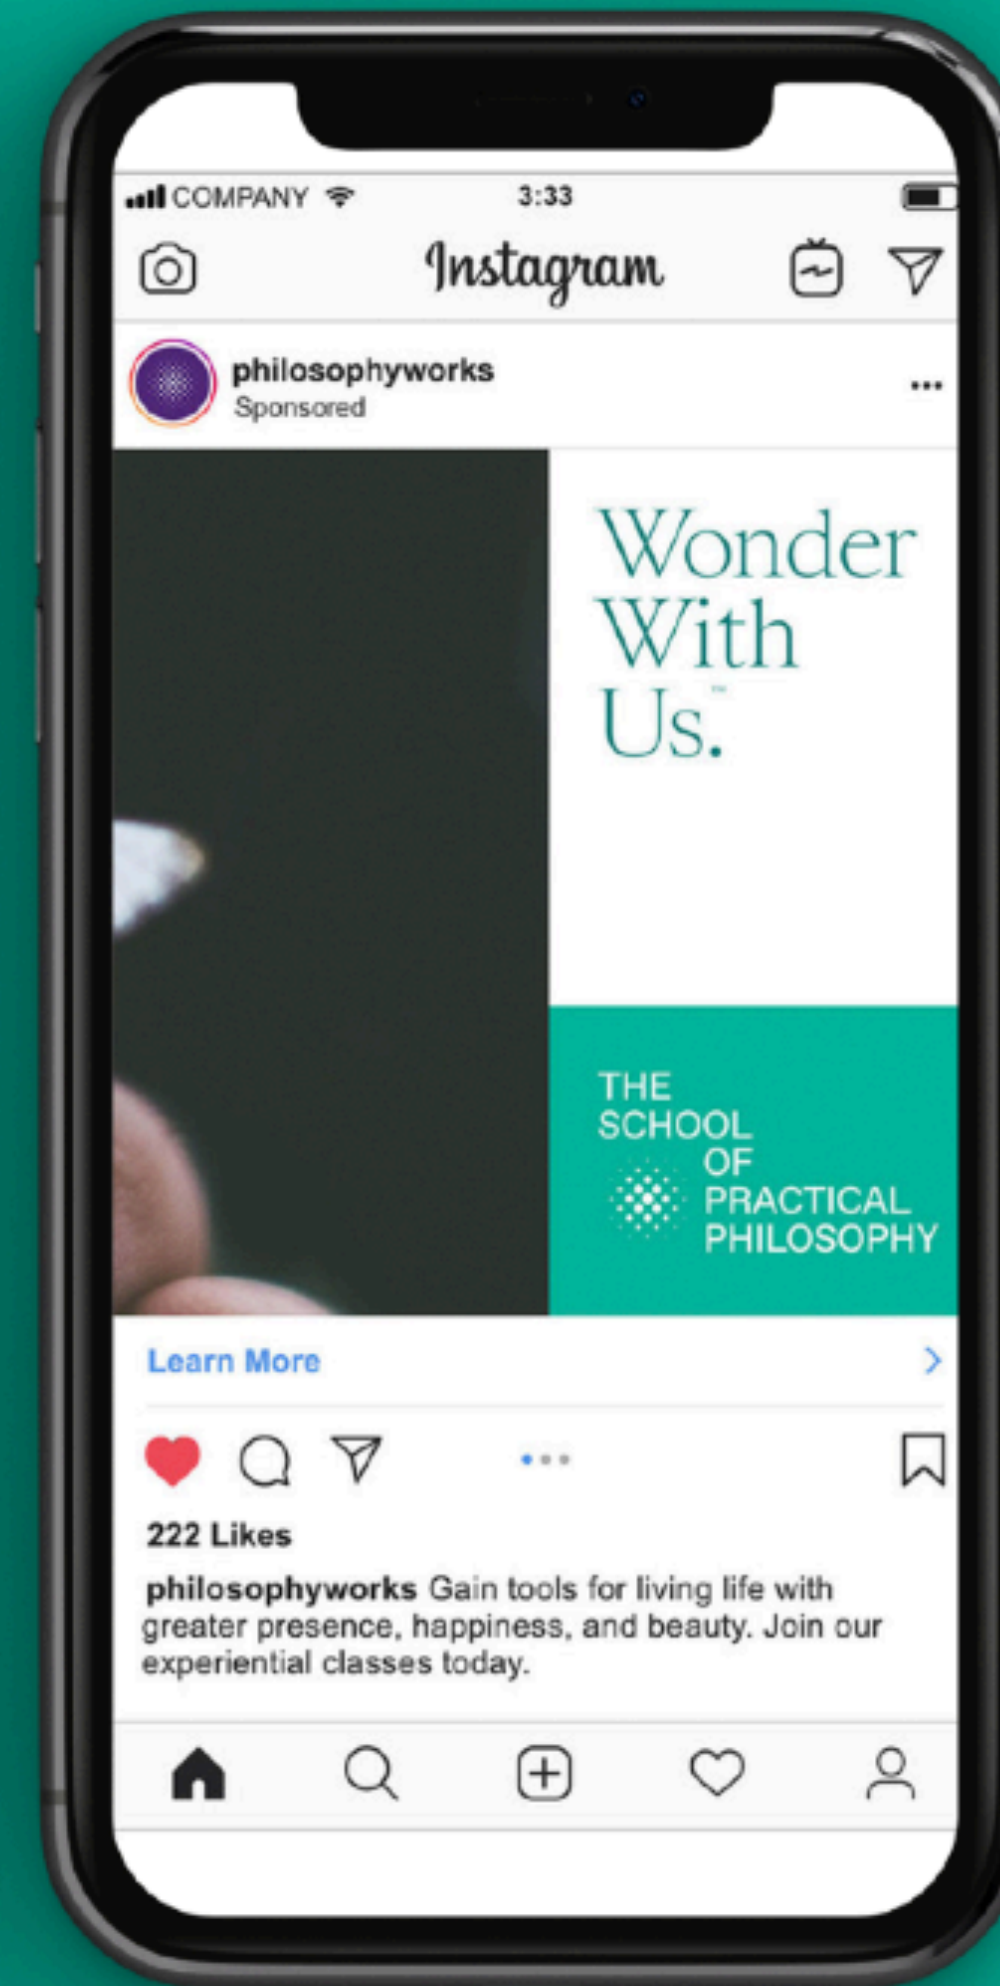 COMPANY 3:33
Instagram
philosophyworks
Sponsored
Wonder
With
Us.™
THE
SCHOOL
OF
PRACTICAL
PHILOSOPHY
Learn More
222 Likes
philosophyworks Gain tools for living life with
greater presence, happiness, and beauty. Join our
experiential classes today.